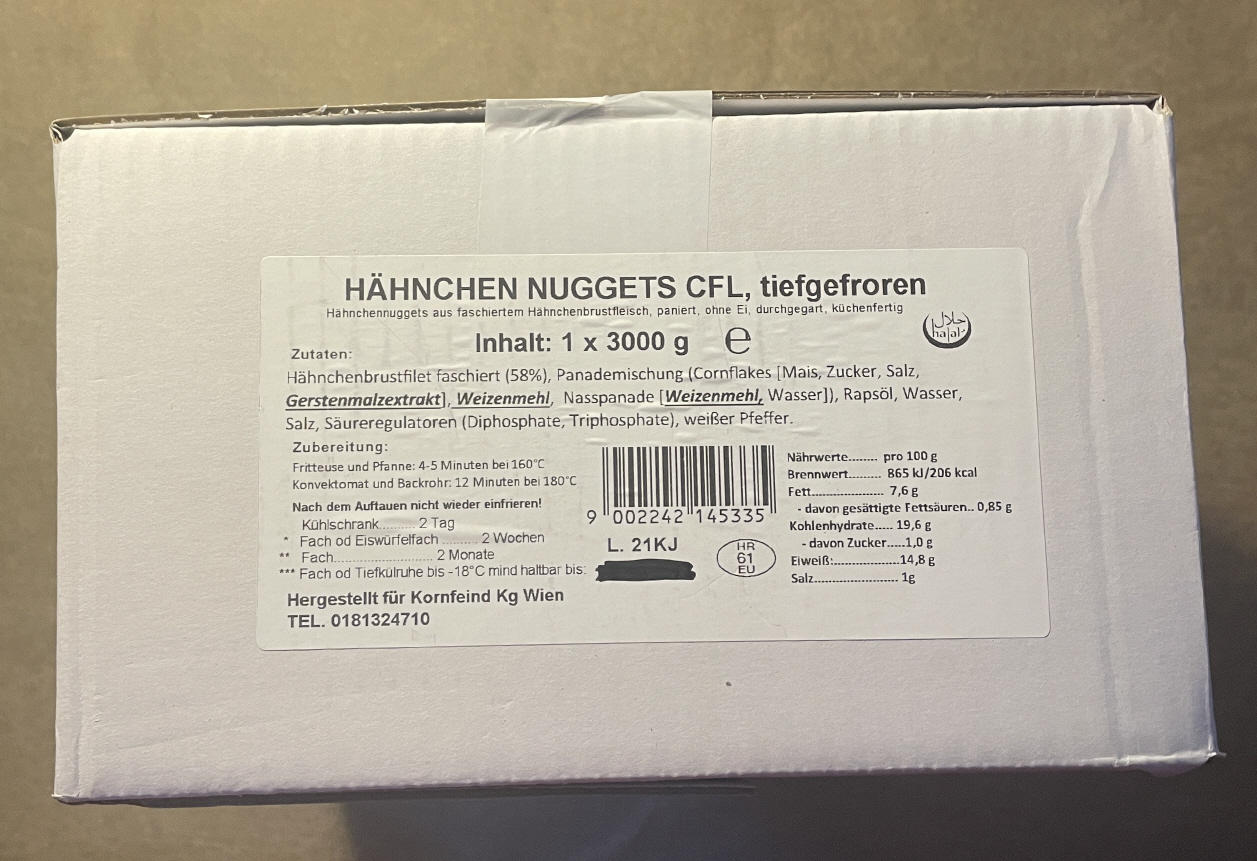 HÄHNCHEN NUGGETS CFL, tiefgefroren
Hähnchennuggets aus faschiertem Hähnchenbrustfleisch, paniert, ohne Ei, durchgegart, küchenfertig
حلال
halal
Inhalt: 1 x 3000 g e
Zutaten:
Hähnchenbrustfilet faschiert (58%), Panademischung (Cornflakes [Mais, Zucker, Salz,
Gerstenmalzextrakt], Weizenmehl, Nasspanade [Weizenmehl, Wasser]), Rapsöl, Wasser,
Salz, Säureregulatoren (Diphosphate, Triphosphate), weißer Pfeffer.
Zubereitung:
Fritteuse und Pfanne: 4-5 Minuten bei 160°C
Konvektomat und Backrohr: 12 Minuten bei 180°C
Nach dem Auftauen nicht wieder einfrieren!
Kühlschrank.......... 2 Tag
* Fach od Eiswürfelfach .......... 2 Wochen
** Fach.......................... 2 Monate
*** Fach od Tiefkülruhe bis -18°C mind haltbar bis:
Hergestellt für Kornfeind Kg Wien
TEL. 0181324710
9 002242 145335
L. 21KJ
HR
61
EU
Nährwerte........ pro 100 g
Brennwert......... 865 kJ/206 kcal
Fett.................... 7,6 g
- davon gesättigte Fettsäuren.. 0,85 g
Kohlenhydrate..... 19,6 g
- davon Zucker.....1,0 g
Eiweiß:..................14,8 g
Salz....................... 1g